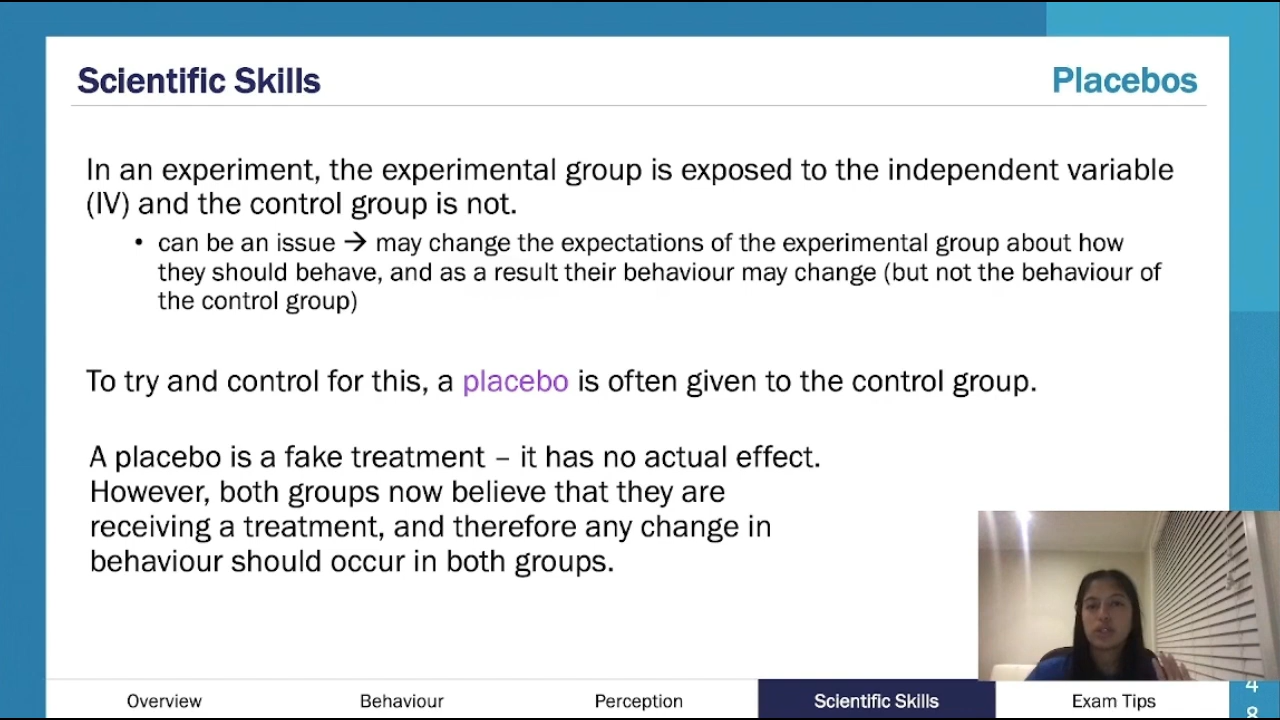 Scientific Skills
Placebos
In an experiment, the experimental group is exposed to the independent variable
(IV) and the control group is not.
• can be an issue → may change the expectations of the experimental group about how
they should behave, and as a result their behaviour may change (but not the behaviour of
the control group)
To try and control for this, a placebo is often given to the control group.
A placebo is a fake treatment – it has no actual effect.
However, both groups now believe that they are
receiving a treatment, and therefore any change in
behaviour should occur in both groups.
Overview
Behaviour
Perception
Scientific Skills
Exam Tips
4
8